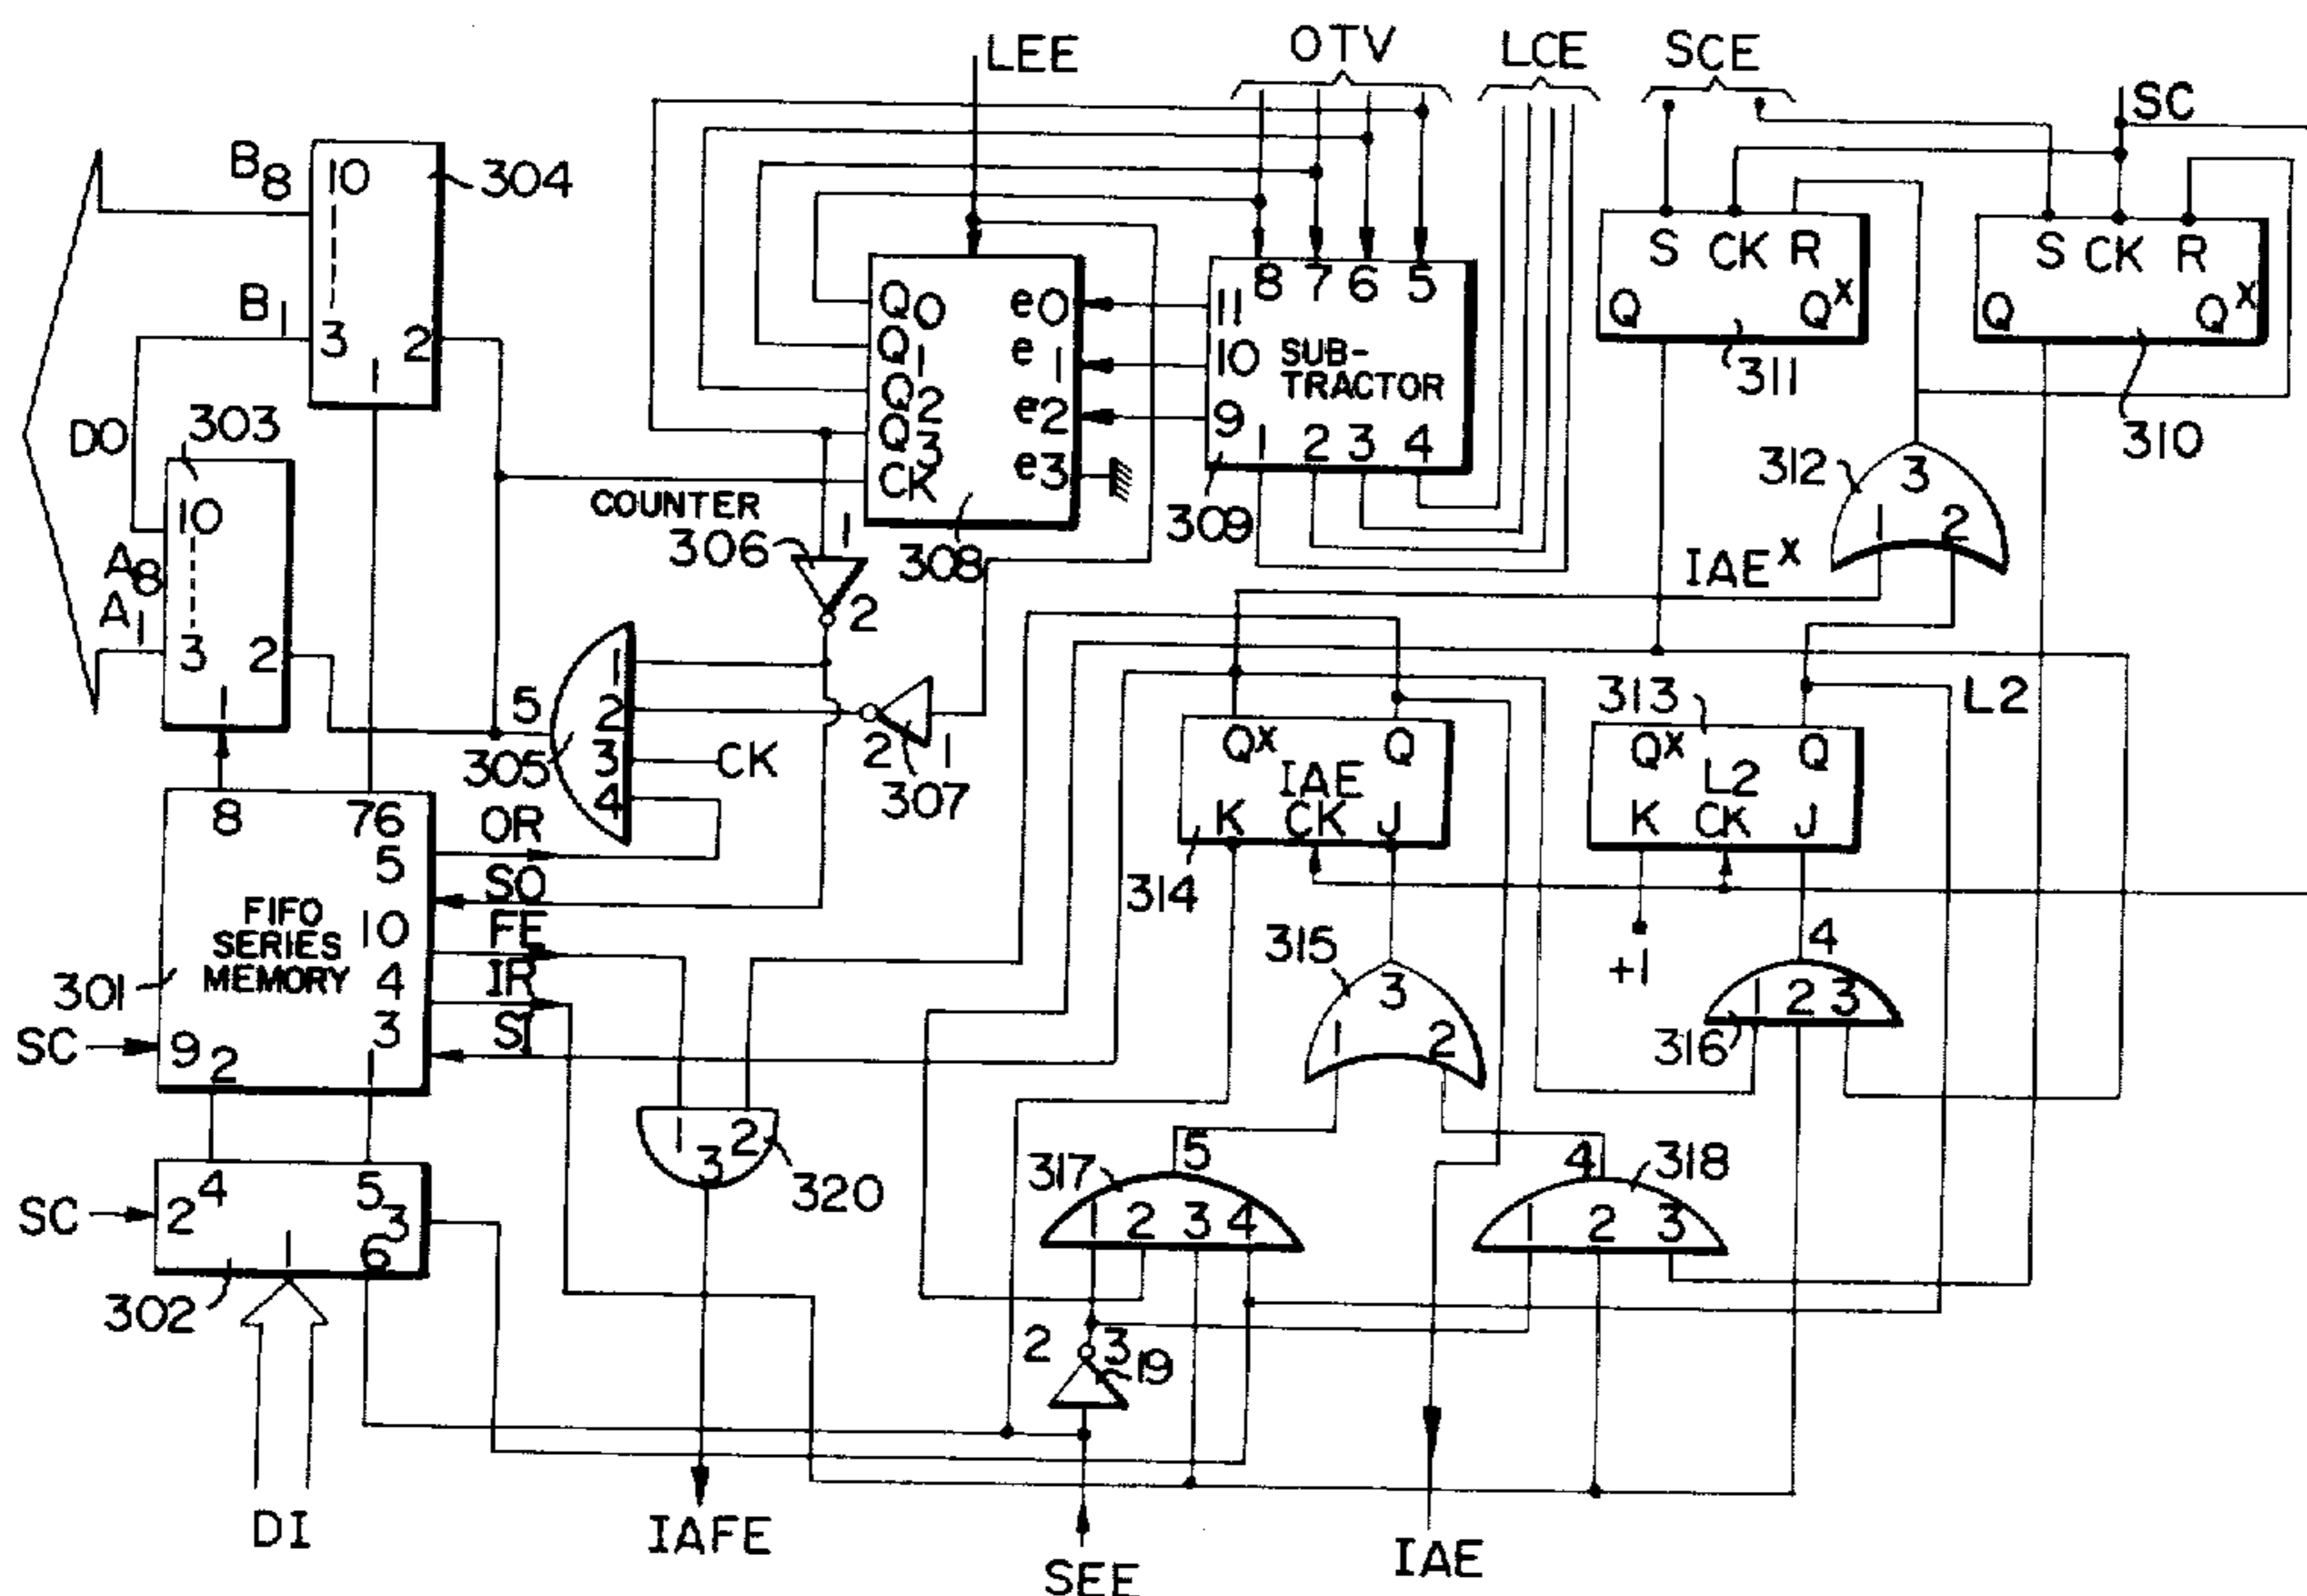 LEE
OTV
LCE
SCE
SC
B8
10
304
B1
3
2
1
DO
303
10
A8
A1
3
2
1
Q0
Q1
Q2
Q3
CK
e0
e1
e2
e3
COUNTER
308
8 7 6 5
11
10
9
SUB-
TRACTOR
1 2 3 4
309
S CK R
Q
QX
311
S CK R
Q
QX
310
312
3
1
2
IAEX
306
1
2
5
305
1
2
3
4
CK
2
1
307
QX Q
IAE
K CK J
314
313
L2
QX Q
L2
K CK J
+1
8
76
5
10
4
3
1
FIFO
SERIES
MEMORY
301
SC
9 2
OR
SO
FE
IR
SI
315
3
1
2
4
1 2 3
316
1
2
3
320
317
5
1 2 3 4
4
318
1 2 3
SC
2
4
5
3
1
6
302
2
319
DI
IAFE
SEE
IAE